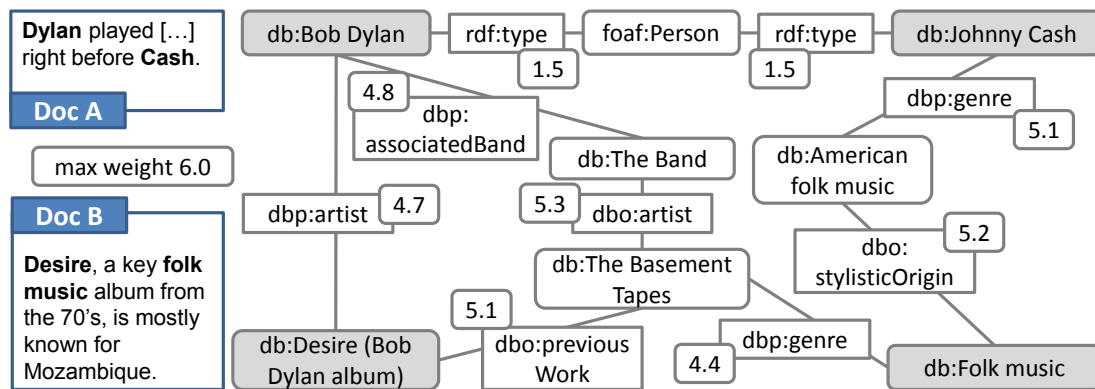 Dylan played […]
right before Cash.
Doc A
max weight 6.0
Doc B
Desire, a key folk
music album from
the 70’s, is mostly
known for
Mozambique.
db:Bob Dylan
rdf:type
1.5
foaf:Person
rdf:type
1.5
db:Johnny Cash
4.8
dbp:
associatedBand
dbp:genre
5.1
db:The Band
db:American
folk music
dbp:artist
4.7
5.3
dbo:artist
5.2
dbo:
stylisticOrigin
db:The Basement
Tapes
5.1
dbo:previous
Work
dbp:genre
4.4
db:Desire (Bob
Dylan album)
db:Folk music